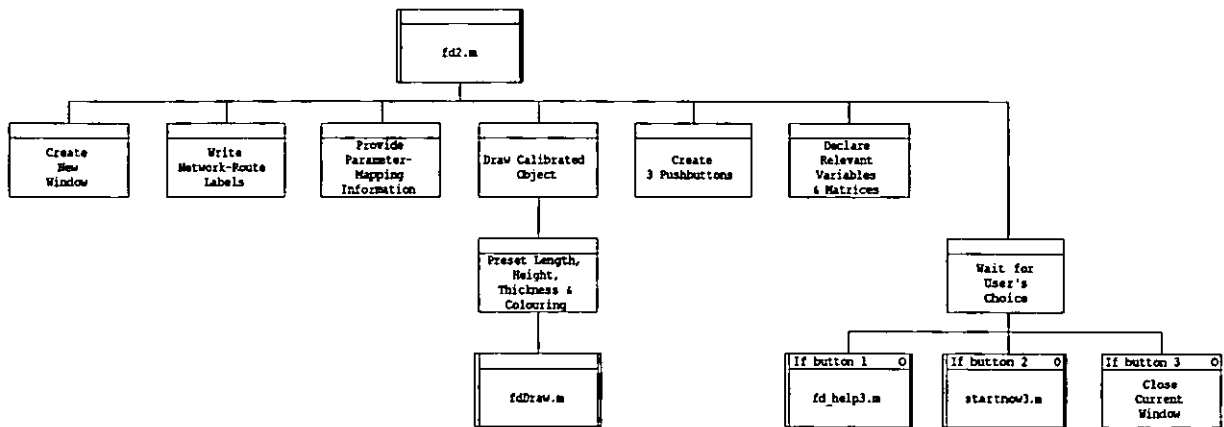 fd2.m
Create
New
Window
Write
Network-Route
Labels
Provide
Parameter-
Mapping
Information
Draw Calibrated
Object
Create
3 Pushbuttons
Declare
Relevant
Variables
& Matrices
Preset Length,
Height,
Thickness &
Colouring
Wait for
User's
Choice
fdDraw.m
If button 1 O
fd_help3.m
If button 2 O
startnow3.m
If button 3 O
Close
Current
Window